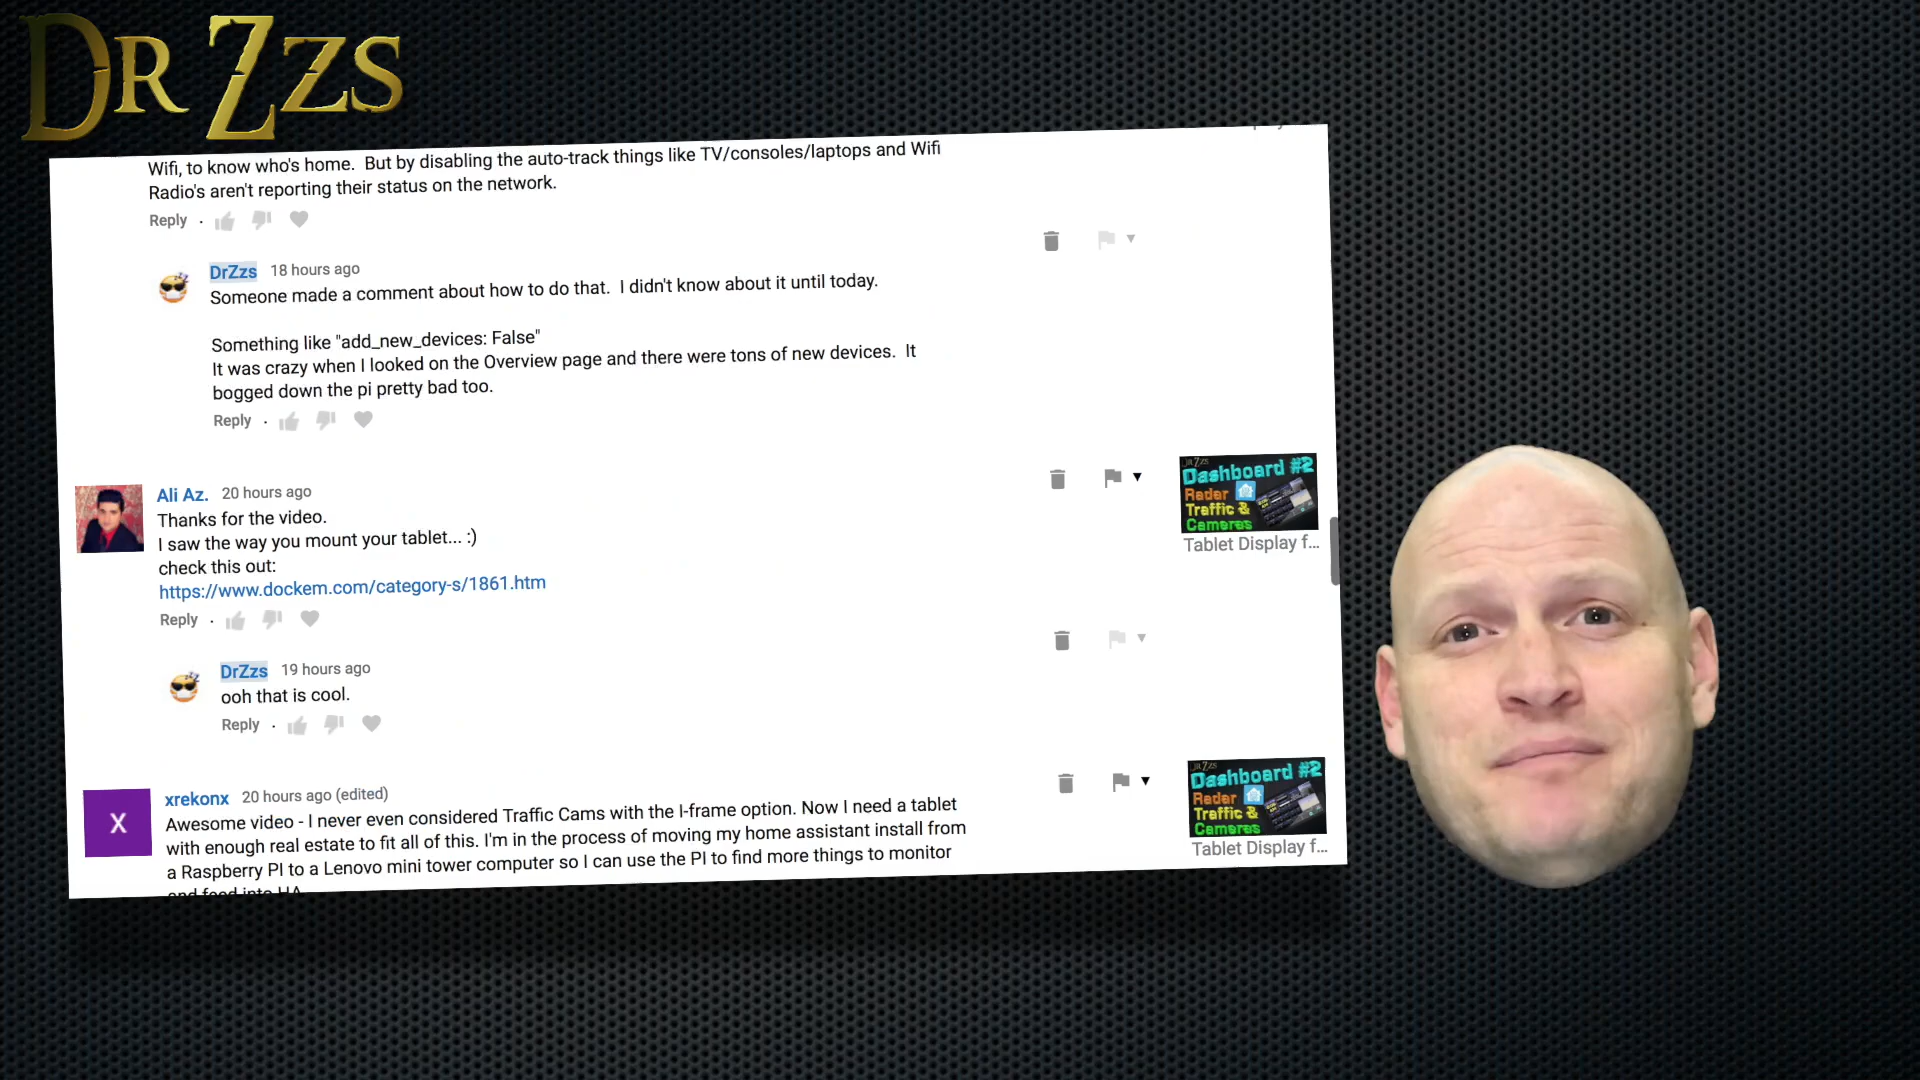 DR ZZS
Wifi, to know who's home.  But by disabling the auto-track things like TV/consoles/laptops and Wifi
Radio's aren't reporting their status on the network.
Reply ·
DrZzs 18 hours ago
Someone made a comment about how to do that.  I didn't know about it until today.
Something like "add_new_devices: False"
It was crazy when I looked on the Overview page and there were tons of new devices.  It
bogged down the pi pretty bad too.
Reply ·
Ali Az. 20 hours ago
Thanks for the video.
I saw the way you mount your tablet... :)
check this out:
https://www.dockem.com/category-s/1861.htm
Reply ·
DrZzs
Dashboard #2
Radar
Traffic &
Cameras
Tablet Display f...
DrZzs 19 hours ago
ooh that is cool.
Reply ·
X
xrekonx 20 hours ago (edited)
Awesome video - I never even considered Traffic Cams with the I-frame option. Now I need a tablet
with enough real estate to fit all of this. I'm in the process of moving my home assistant install from
a Raspberry PI to a Lenovo mini tower computer so I can use the PI to find more things to monitor
and feed into HA
DrZzs
Dashboard #2
Radar
Traffic &
Cameras
Tablet Display f...